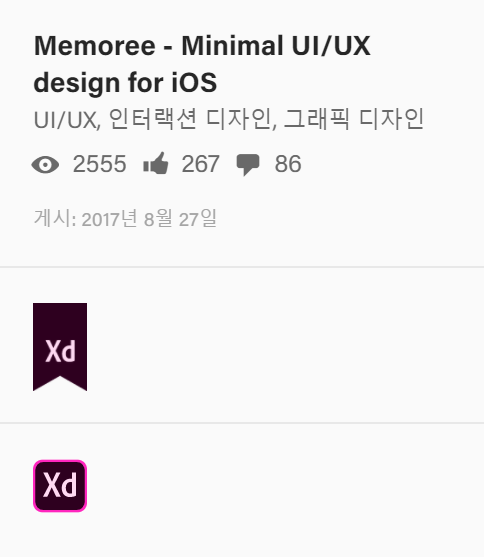 Memoree - Minimal UI/UX
design for iOS
UI/UX, 인터랙션 디자인, 그래픽 디자인
2555 267 86
게시: 2017년 8월 27일
Xd
Xd